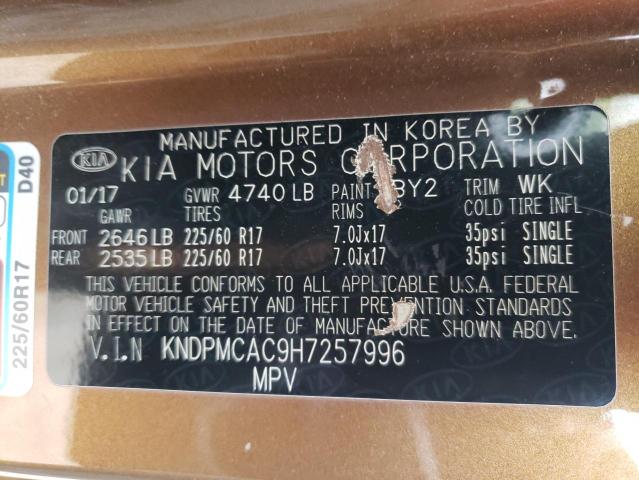 MANUFACTURED IN KOREA BY
KIA KIA MOTORS CORPORATION
01/17 GVWR 4740 LB PAINT BY2 TRIM WK
GAWR TIRES RIMS COLD TIRE INFL
FRONT 2646 LB 225/60 R17 7.0Jx17 35psi SINGLE
REAR 2535 LB 225/60 R17 7.0Jx17 35psi SINGLE
THIS VEHICLE CONFORMS TO ALL APPLICABLE U.S.A. FEDERAL
MOTOR VEHICLE SAFETY AND THEFT PREVENTION STANDARDS
IN EFFECT ON THE DATE OF MANUFACTURE SHOWN ABOVE.
V.I.N KNDPMCAC9H7257996
MPV
D40
225/60R17